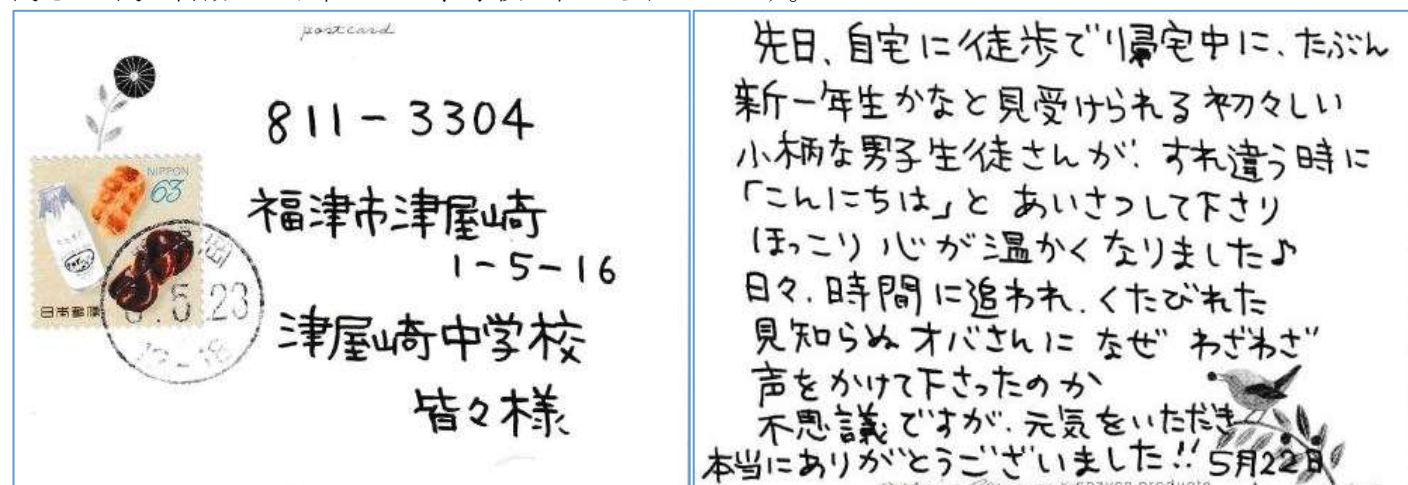 postcard
811-3304
NIPPON
63
福津市津屋崎
1-5-16
日本郵便
5.23
津屋崎中学校
皆々様
先日、自宅に徒歩で帰宅中に、たぶん
新一年生かなと見受けられる初々しい
小柄な男子生徒さんが、すれ違う時に
「こんにちは」と あいさつして下さり
ほっこり 心が温かくなりました♪
日々、時間に追われ、くたびれた
見知らぬ オバさんに なぜ わざわざ
声をかけて下さったのか
不思議ですが、元気をいただき
本当にありがとうございました!! 5月22日